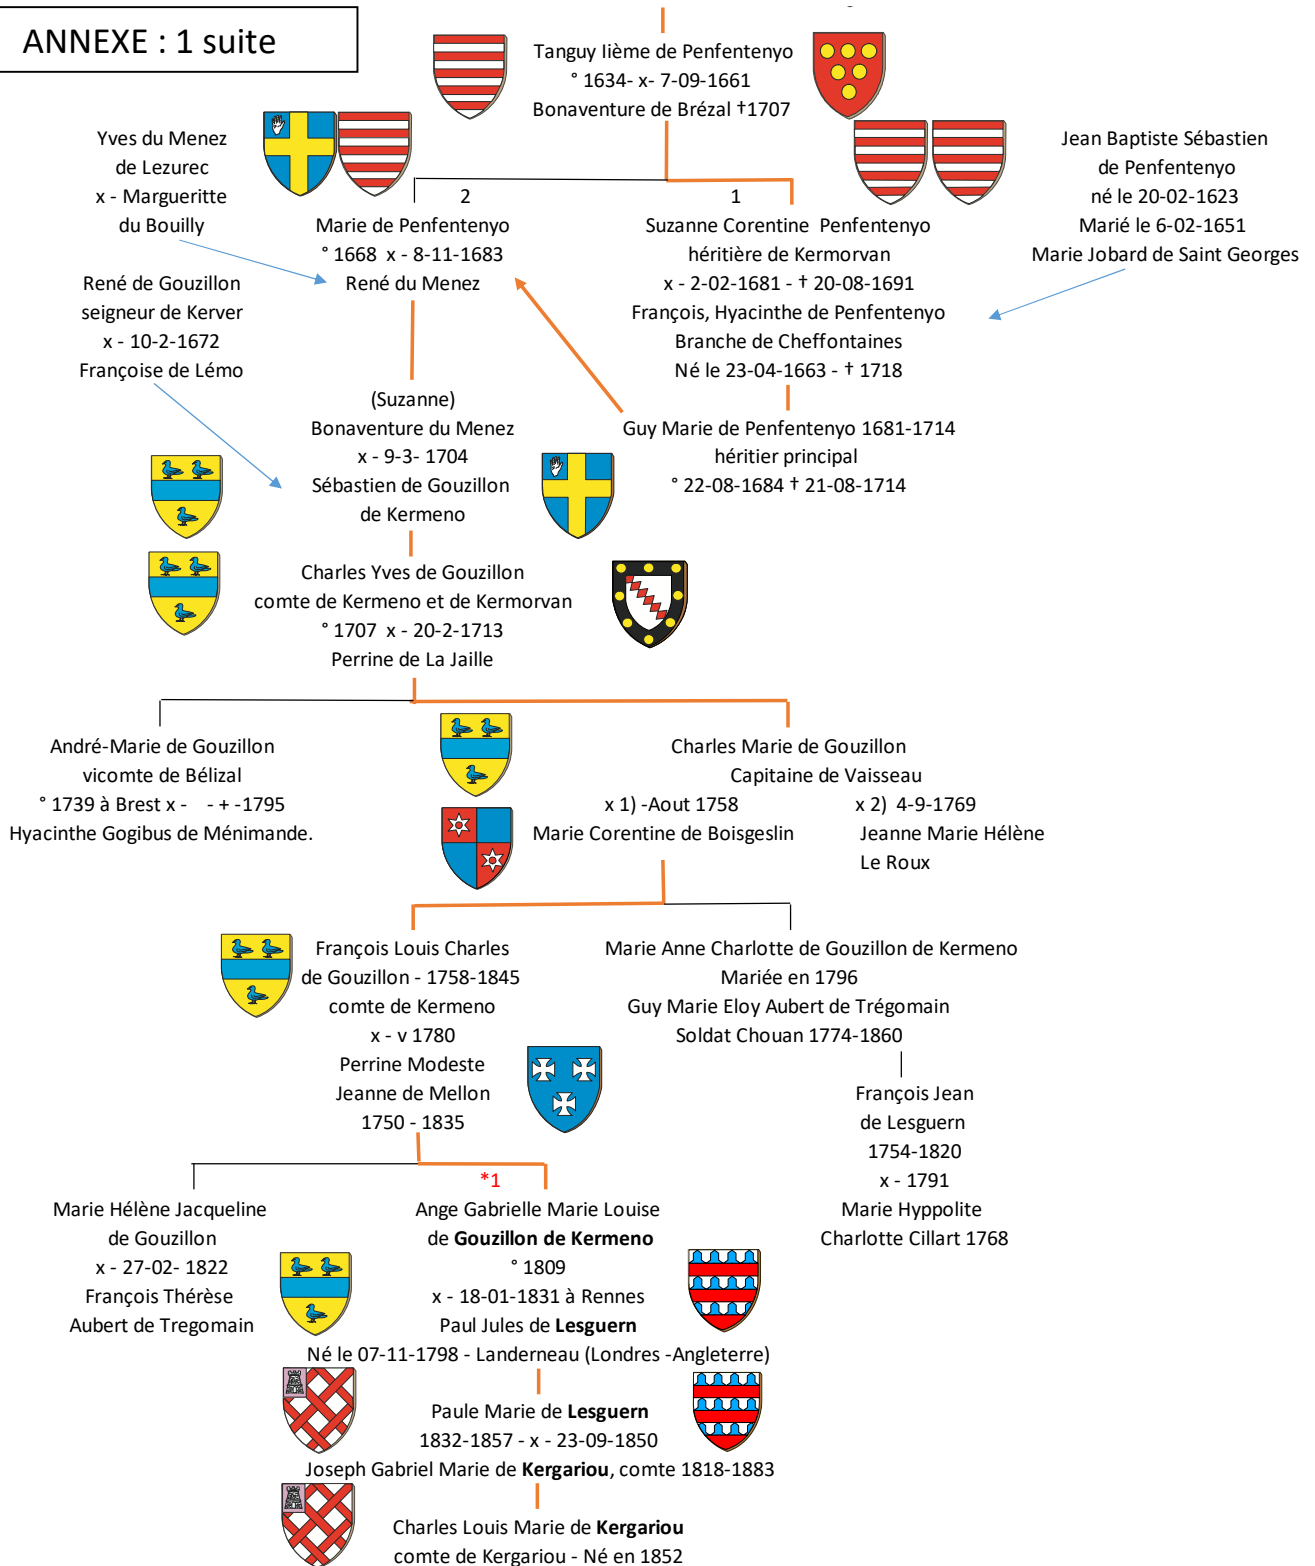 ANNEXE : 1 suite
Tanguy Iième de Penfentenyo
° 1634- x- 7-09-1661
Bonaventure de Brézal †1707
Yves du Menez
de Lezurec
x - Margueritte
du Bouilly
Jean Baptiste Sébastien
de Penfentenyo
né le 20-02-1623
Marié le 6-02-1651
Marie Jobard de Saint Georges
2
Marie de Penfentenyo
° 1668 x - 8-11-1683
René du Menez
1
Suzanne Corentine Penfentenyo
héritière de Kermorvan
x - 2-02-1681 - † 20-08-1691
François, Hyacinthe de Penfentenyo
Branche de Cheffontaines
Né le 23-04-1663 - † 1718
René de Gouzillon
seigneur de Kerver
x - 10-2-1672
Françoise de Lémo
(Suzanne)
Bonaventure du Menez
x - 9-3- 1704
Sébastien de Gouzillon
de Kermeno
Guy Marie de Penfentenyo 1681-1714
héritier principal
° 22-08-1684 † 21-08-1714
Charles Yves de Gouzillon
comte de Kermeno et de Kermorvan
° 1707 x - 20-2-1713
Perrine de La Jaille
André-Marie de Gouzillon
vicomte de Bélizal
° 1739 à Brest x - - + -1795
Hyacinthe Gogibus de Ménimande.
Charles Marie de Gouzillon
Capitaine de Vaisseau
x 1) -Aout 1758
Marie Corentine de Boisgeslin
x 2) 4-9-1769
Jeanne Marie Hélène
Le Roux
François Louis Charles
de Gouzillon - 1758-1845
comte de Kermeno
x - v 1780
Perrine Modeste
Jeanne de Mellon
1750 - 1835
Marie Anne Charlotte de Gouzillon de Kermeno
Mariée en 1796
Guy Marie Eloy Aubert de Trégomain
Soldat Chouan 1774-1860
François Jean
de Lesguern
1754-1820
x - 1791
Marie Hyppolite
Charlotte Cillart 1768
Marie Hélène Jacqueline
de Gouzillon
x - 27-02- 1822
François Thérèse
Aubert de Tregomain
*1
Ange Gabrielle Marie Louise
de Gouzillon de Kermeno
° 1809
x - 18-01-1831 à Rennes
Paul Jules de Lesguern
Né le 07-11-1798 - Landerneau (Londres -Angleterre)
Paule Marie de Lesguern
1832-1857 - x - 23-09-1850
Joseph Gabriel Marie de Kergariou, comte 1818-1883
Charles Louis Marie de Kergariou
comte de Kergariou - Né en 1852